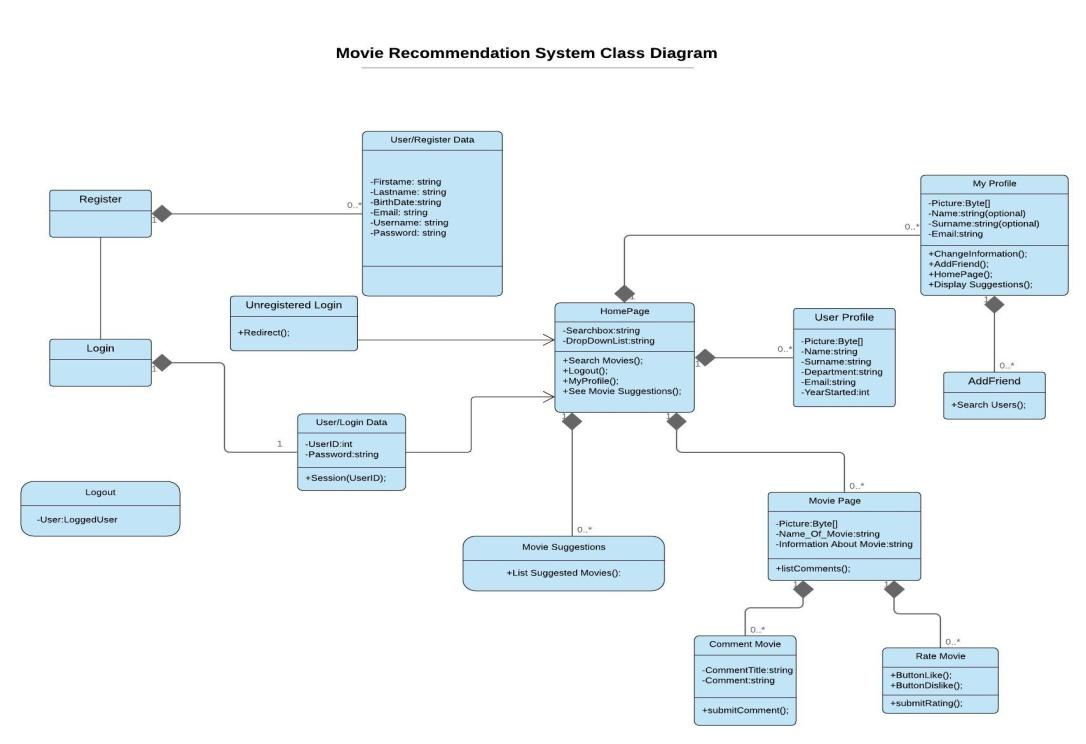 Movie Recommendation System Class Diagram
User/Register Data
-Firstame: string
-Lastname: string
-BirthDate:string
-Email: string
-Username: string
-Password: string
Register
1
0..*
My Profile
-Picture:Byte[]
-Name:string(optional)
-Surname:string(optional)
-Email:string
+ChangeInformation();
+AddFriend();
+HomePage();
+Display Suggestions();
0..*
1
1
Unregistered Login
+Redirect();
HomePage
-Searchbox:string
-DropDownList:string
+Search Movies();
+Logout();
+MyProfile();
+See Movie Suggestions();
User Profile
-Picture:Byte[]
-Name:string
-Surname:string
-Department:string
-Email:string
-YearStarted:int
0..*
1
Login
1
0..*
AddFriend
+Search Users();
User/Login Data
-UserID:int
-Password:string
+Session(UserID);
1
1
1
Logout
-User:LoggedUser
0..*
Movie Page
-Picture:Byte[]
-Name_Of_Movie:string
-Information About Movie:string
+listComments();
0..*
Movie Suggestions
+List Suggested Movies():
1
1
0..*
Comment Movie
-CommentTitle:string
-Comment:string
+submitComment();
0..*
Rate Movie
+ButtonLike();
+ButtonDislike();
+submitRating();